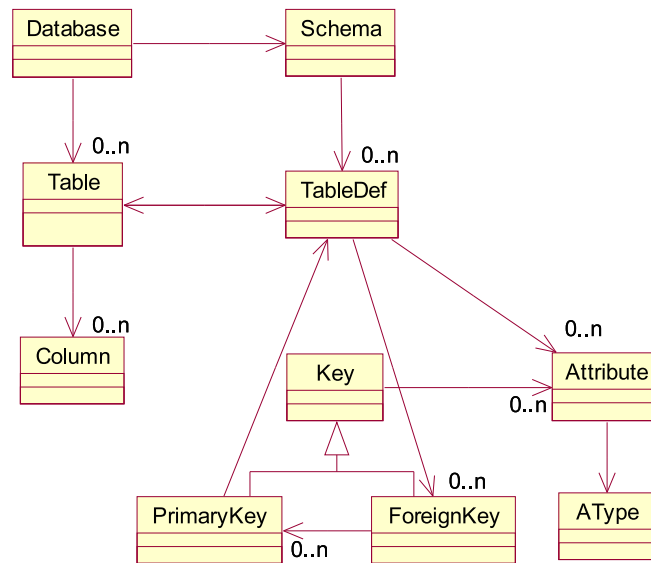 Database
Schema
0..n
0..n
Table
TableDef
0..n
0..n
Column
Key
Attribute
0..n
0..n
PrimaryKey
ForeignKey
AType
0..n